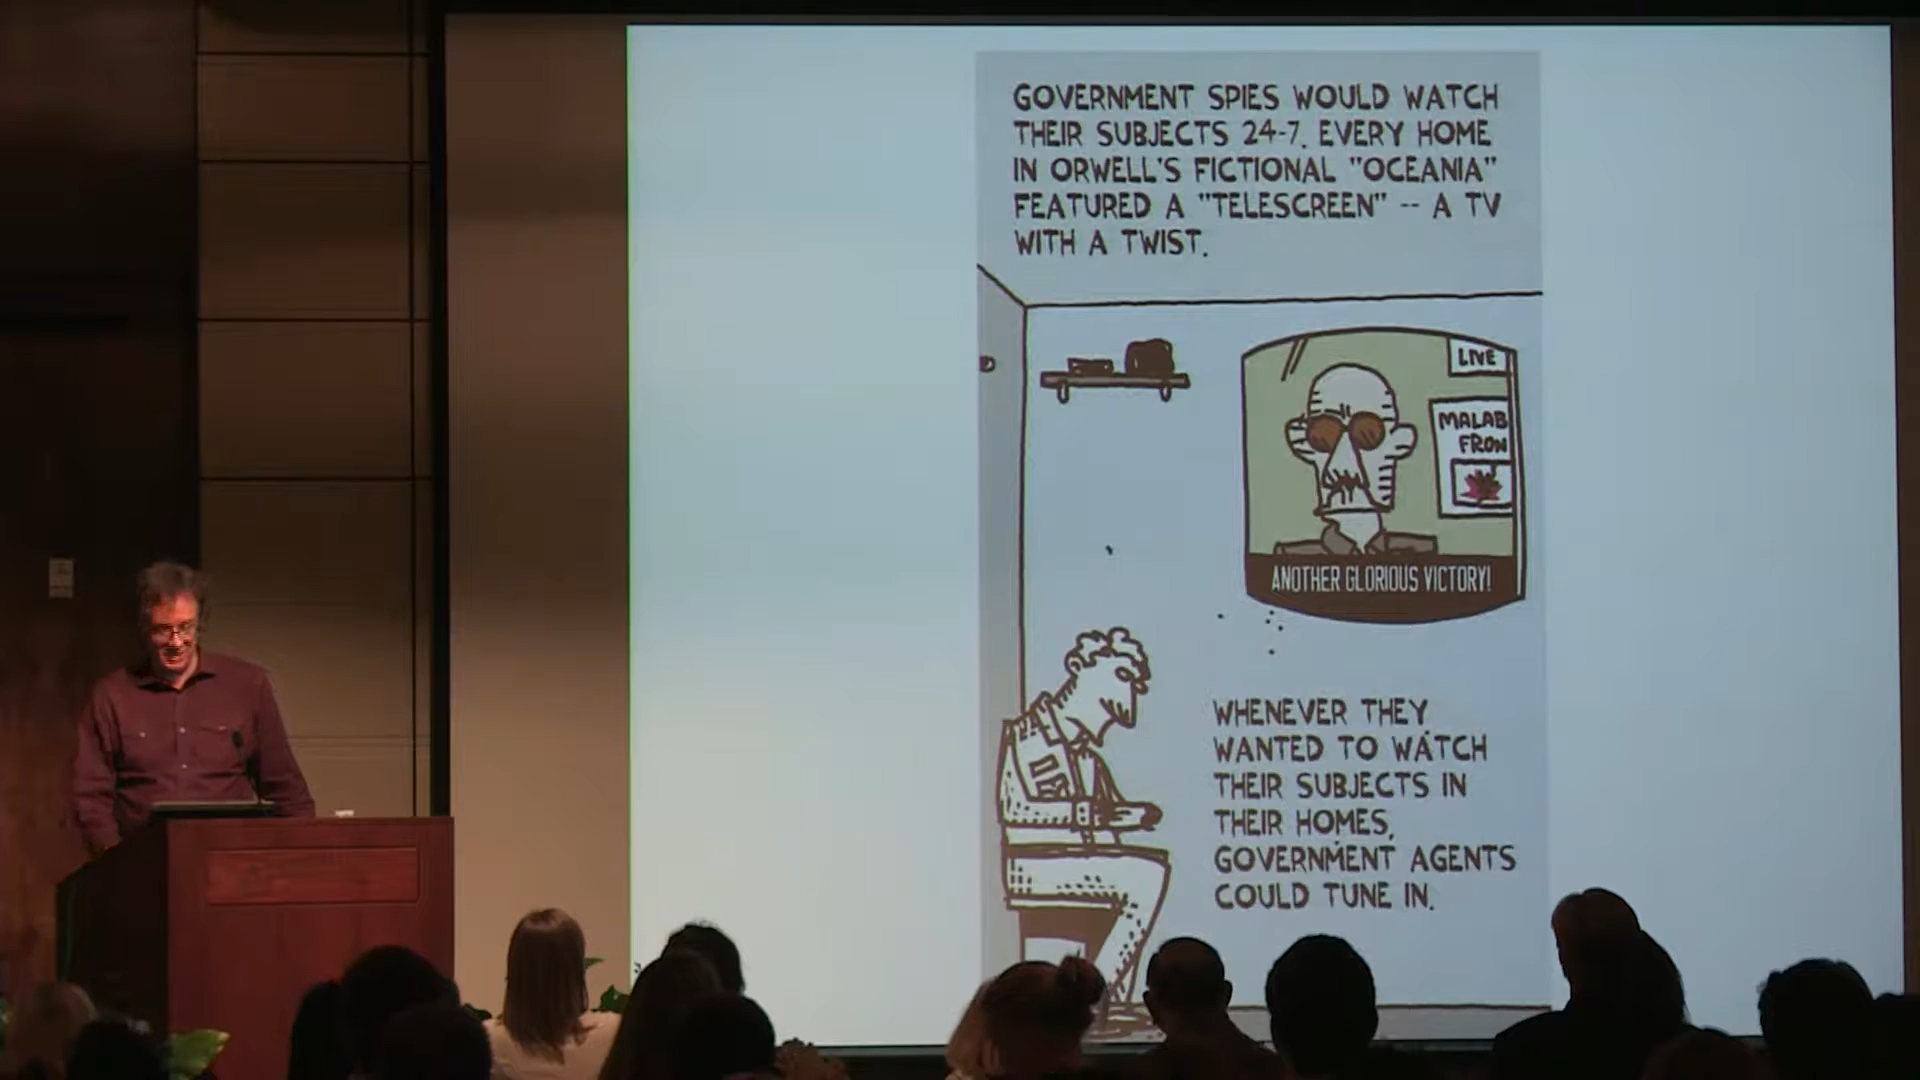 GOVERNMENT SPIES WOULD WATCH
THEIR SUBJECTS 24-7. EVERY HOME
IN ORWELL'S FICTIONAL "OCEANIA"
FEATURED A "TELESCREEN" -- A TV
WITH A TWIST.
LIVE
MALAB
FRON
ANOTHER GLORIOUS VICTORY!
WHENEVER THEY
WANTED TO WATCH
THEIR SUBJECTS IN
THEIR HOMES,
GOVERNMENT AGENTS
COULD TUNE IN.